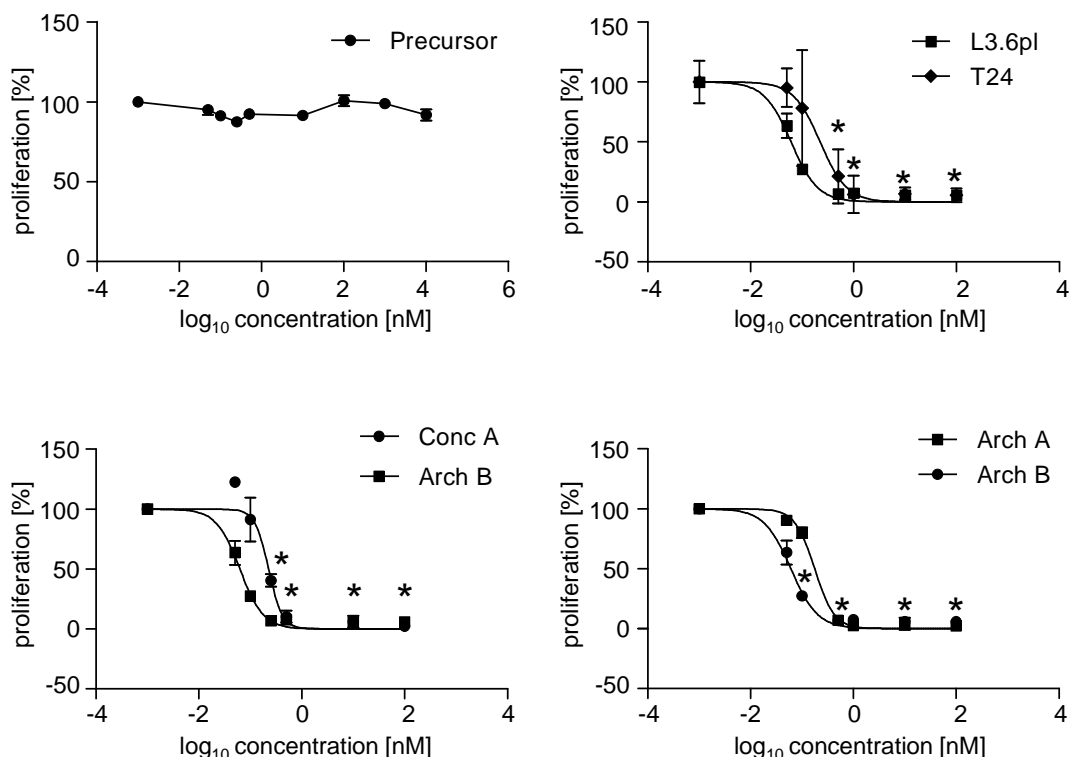 150
100
50
0
proliferation [%]
Precursor
-4 -2 0 2 4 6
log10 concentration [nM]
150
100
50
0
-50
proliferation [%]
L3.6pl
T24
* * * *
-4 -2 0 2 4
log10 concentration [nM]
150
100
50
0
-50
proliferation [%]
Conc A
Arch B
* * * *
-4 -2 0 2 4
log10 concentration [nM]
150
100
50
0
-50
proliferation [%]
Arch A
Arch B
* * * *
-4 -2 0 2 4
log10 concentration [nM]